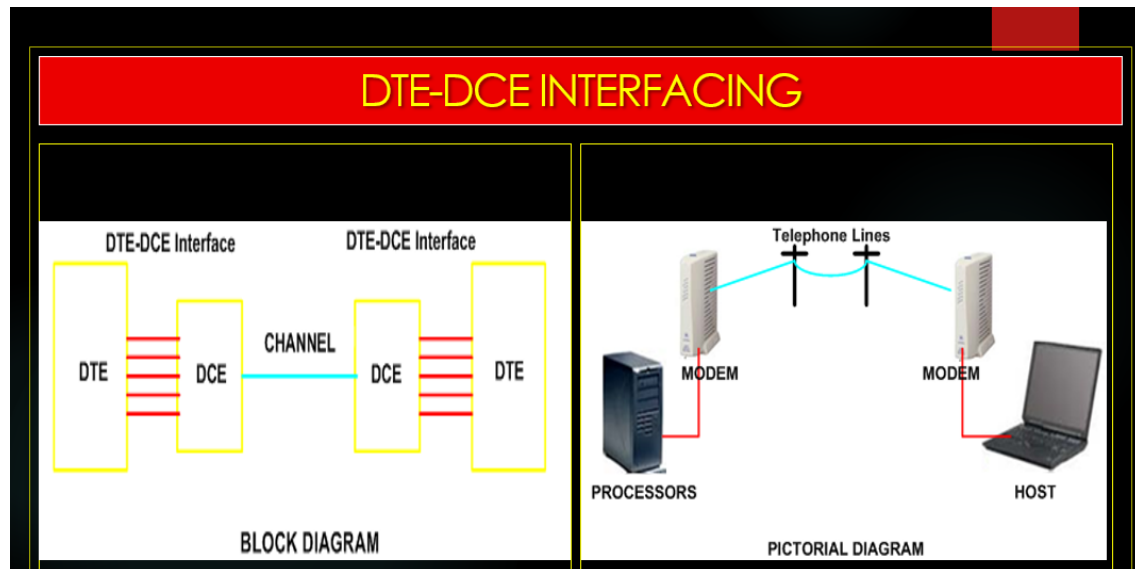 DTE-DCE INTERFACING
DTE-DCE Interface
DTE-DCE Interface
DTE
DCE
CHANNEL
DCE
DTE
BLOCK DIAGRAM
Telephone Lines
MODEM
MODEM
PROCESSORS
HOST
PICTORIAL DIAGRAM